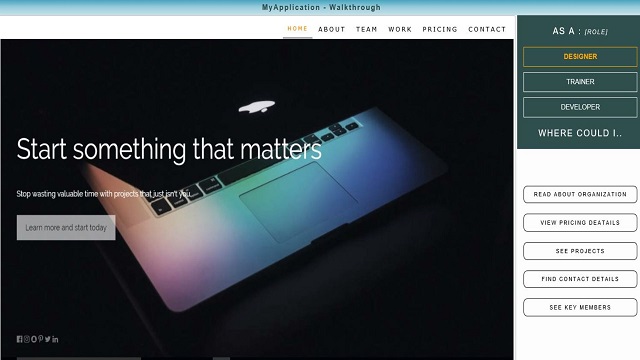 MyApplication - Walkthrough
HOME ABOUT TEAM WORK PRICING CONTACT
Start something that matters
Stop wasting valuable time with projects that just isn't you.
Learn more and start today
AS A : [ROLE]
DESIGNER
TRAINER
DEVELOPER
WHERE COULD I..
READ ABOUT ORGANIZATION
VIEW PRICING DEATAILS
SEE PROJECTS
FIND CONTACT DETAILS
SEE KEY MEMBERS